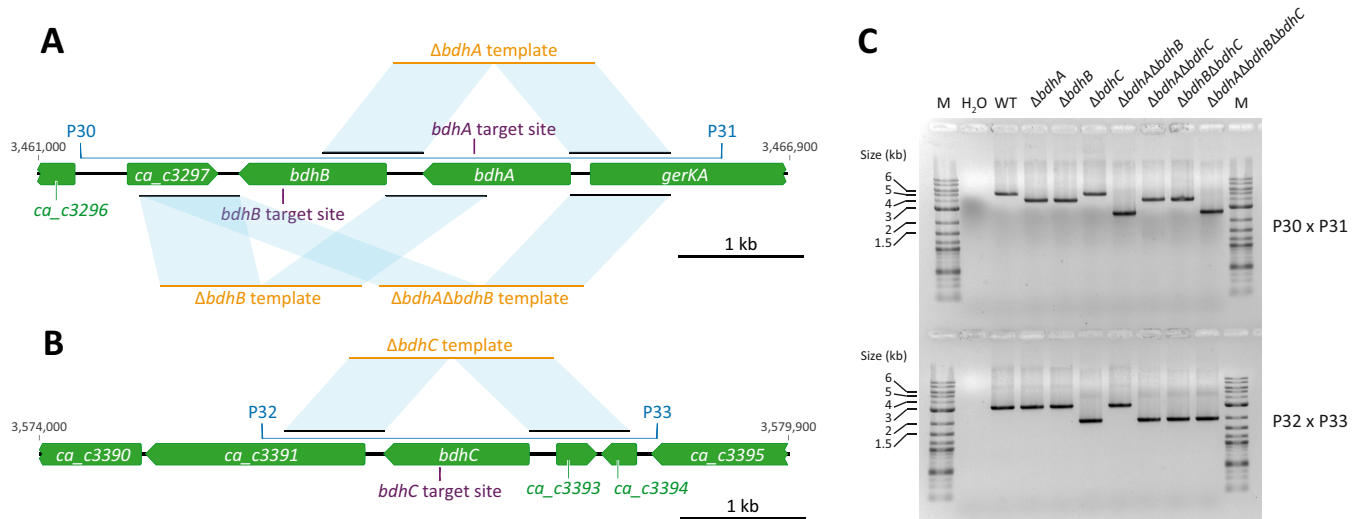 A
ΔbdhA template
bdhA target site
P30
P31
3,461,000
3,466,900
ca_c3297
bdhB
bdhA
gerKA
ca_c3296
bdhB target site
1 kb
ΔbdhB template
ΔbdhAΔbdhB template
B
ΔbdhC template
P32
P33
3,574,000
3,579,900
ca_c3390
ca_c3391
bdhC
ca_c3395
bdhC target site
ca_c3393
ca_c3394
1 kb
C
M H₂O WT ΔbdhA ΔbdhB ΔbdhC ΔbdhAΔbdhB ΔbdhAΔbdhC ΔbdhBΔbdhC ΔbdhAΔbdhBΔbdhC M
Size (kb)
6
5
4
3
2
1.5
P30 x P31
Size (kb)
6
5
4
3
2
1.5
P32 x P33